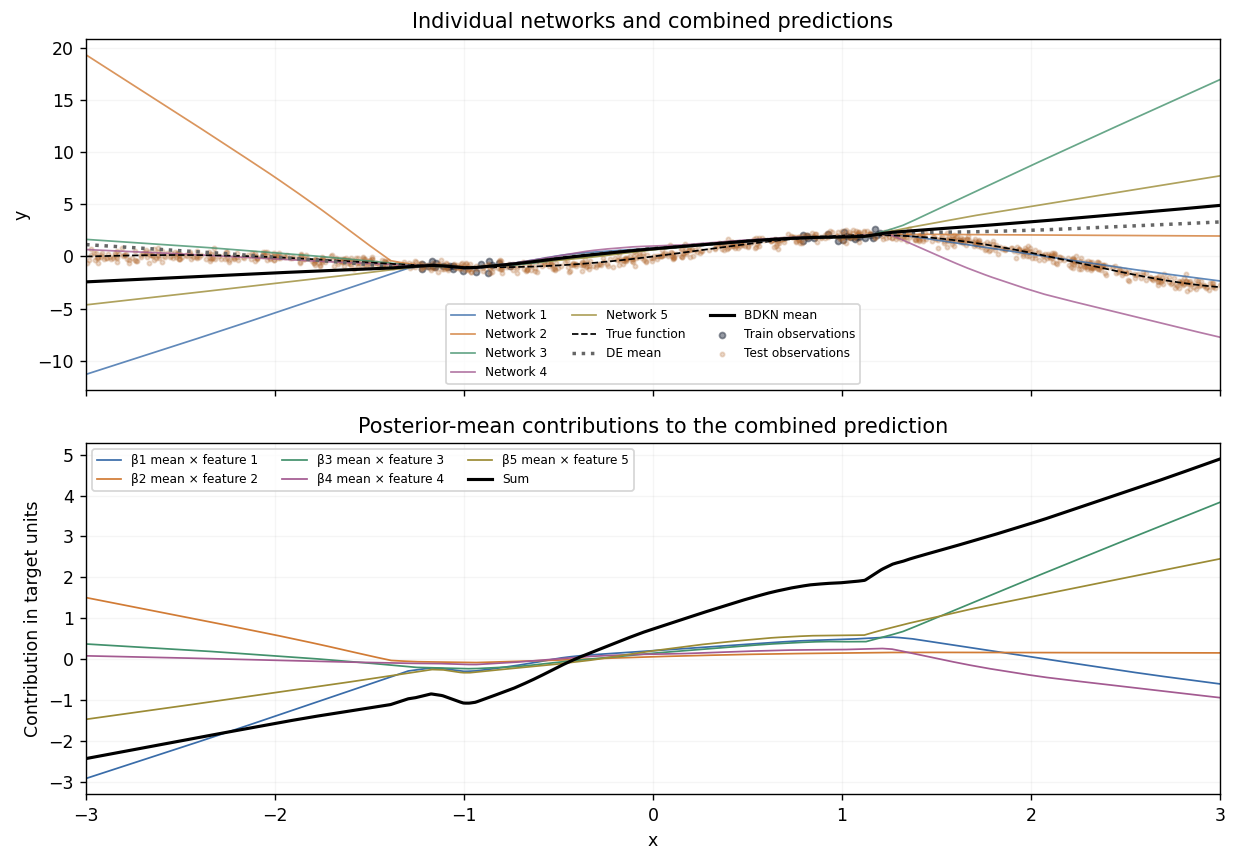 Individual networks and combined predictions
20
15
10
5
0
−5
−10
y
Network 1
Network 2
Network 3
Network 4
Network 5
True function
DE mean
BDKN mean
Train observations
Test observations
Posterior-mean contributions to the combined prediction
5
4
3
2
1
0
−1
−2
−3
Contribution in target units
β1 mean × feature 1
β2 mean × feature 2
β3 mean × feature 3
β4 mean × feature 4
β5 mean × feature 5
Sum
−3 −2 −1 0 1 2 3
x